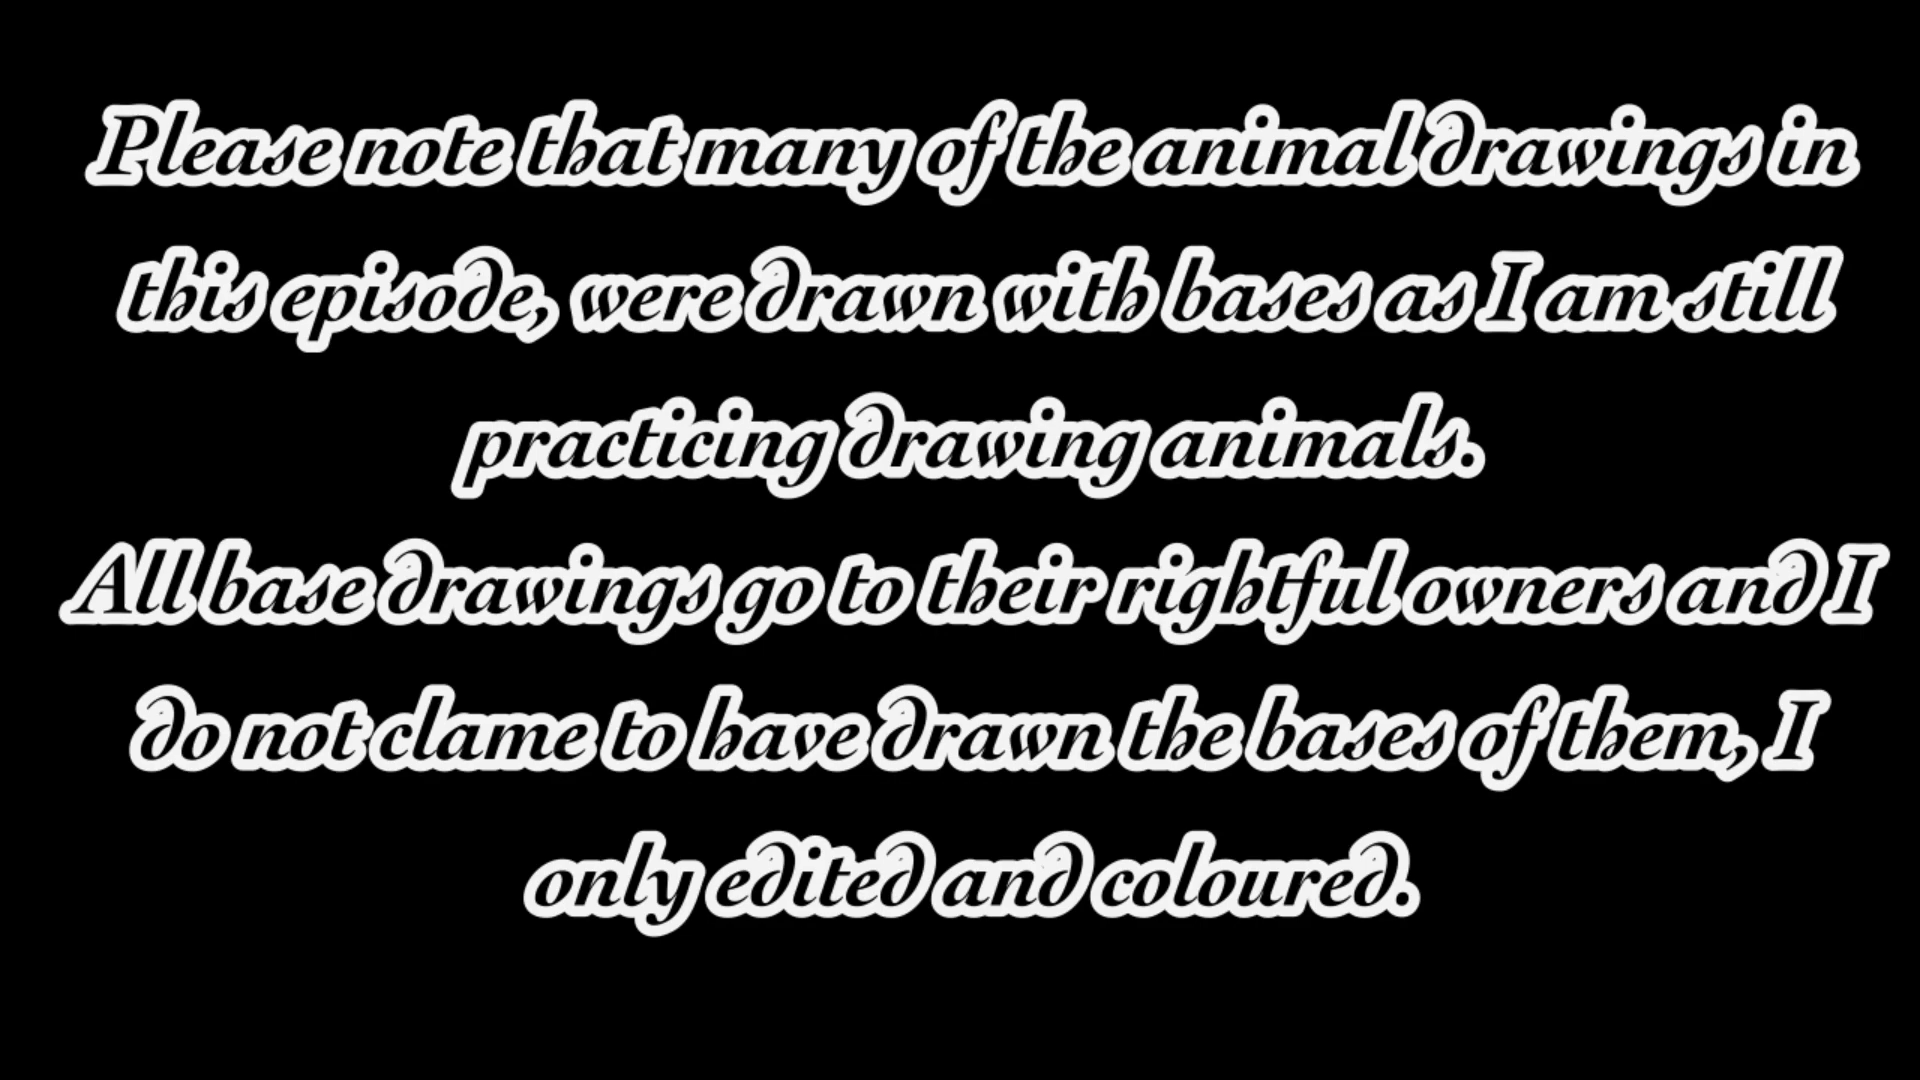 Please note that many of the animal drawings in
this episode, were drawn with bases as I am still
practicing drawing animals.
All base drawings go to their rightful owners and I
do not clame to have drawn the bases of them, I
only edited and coloured.